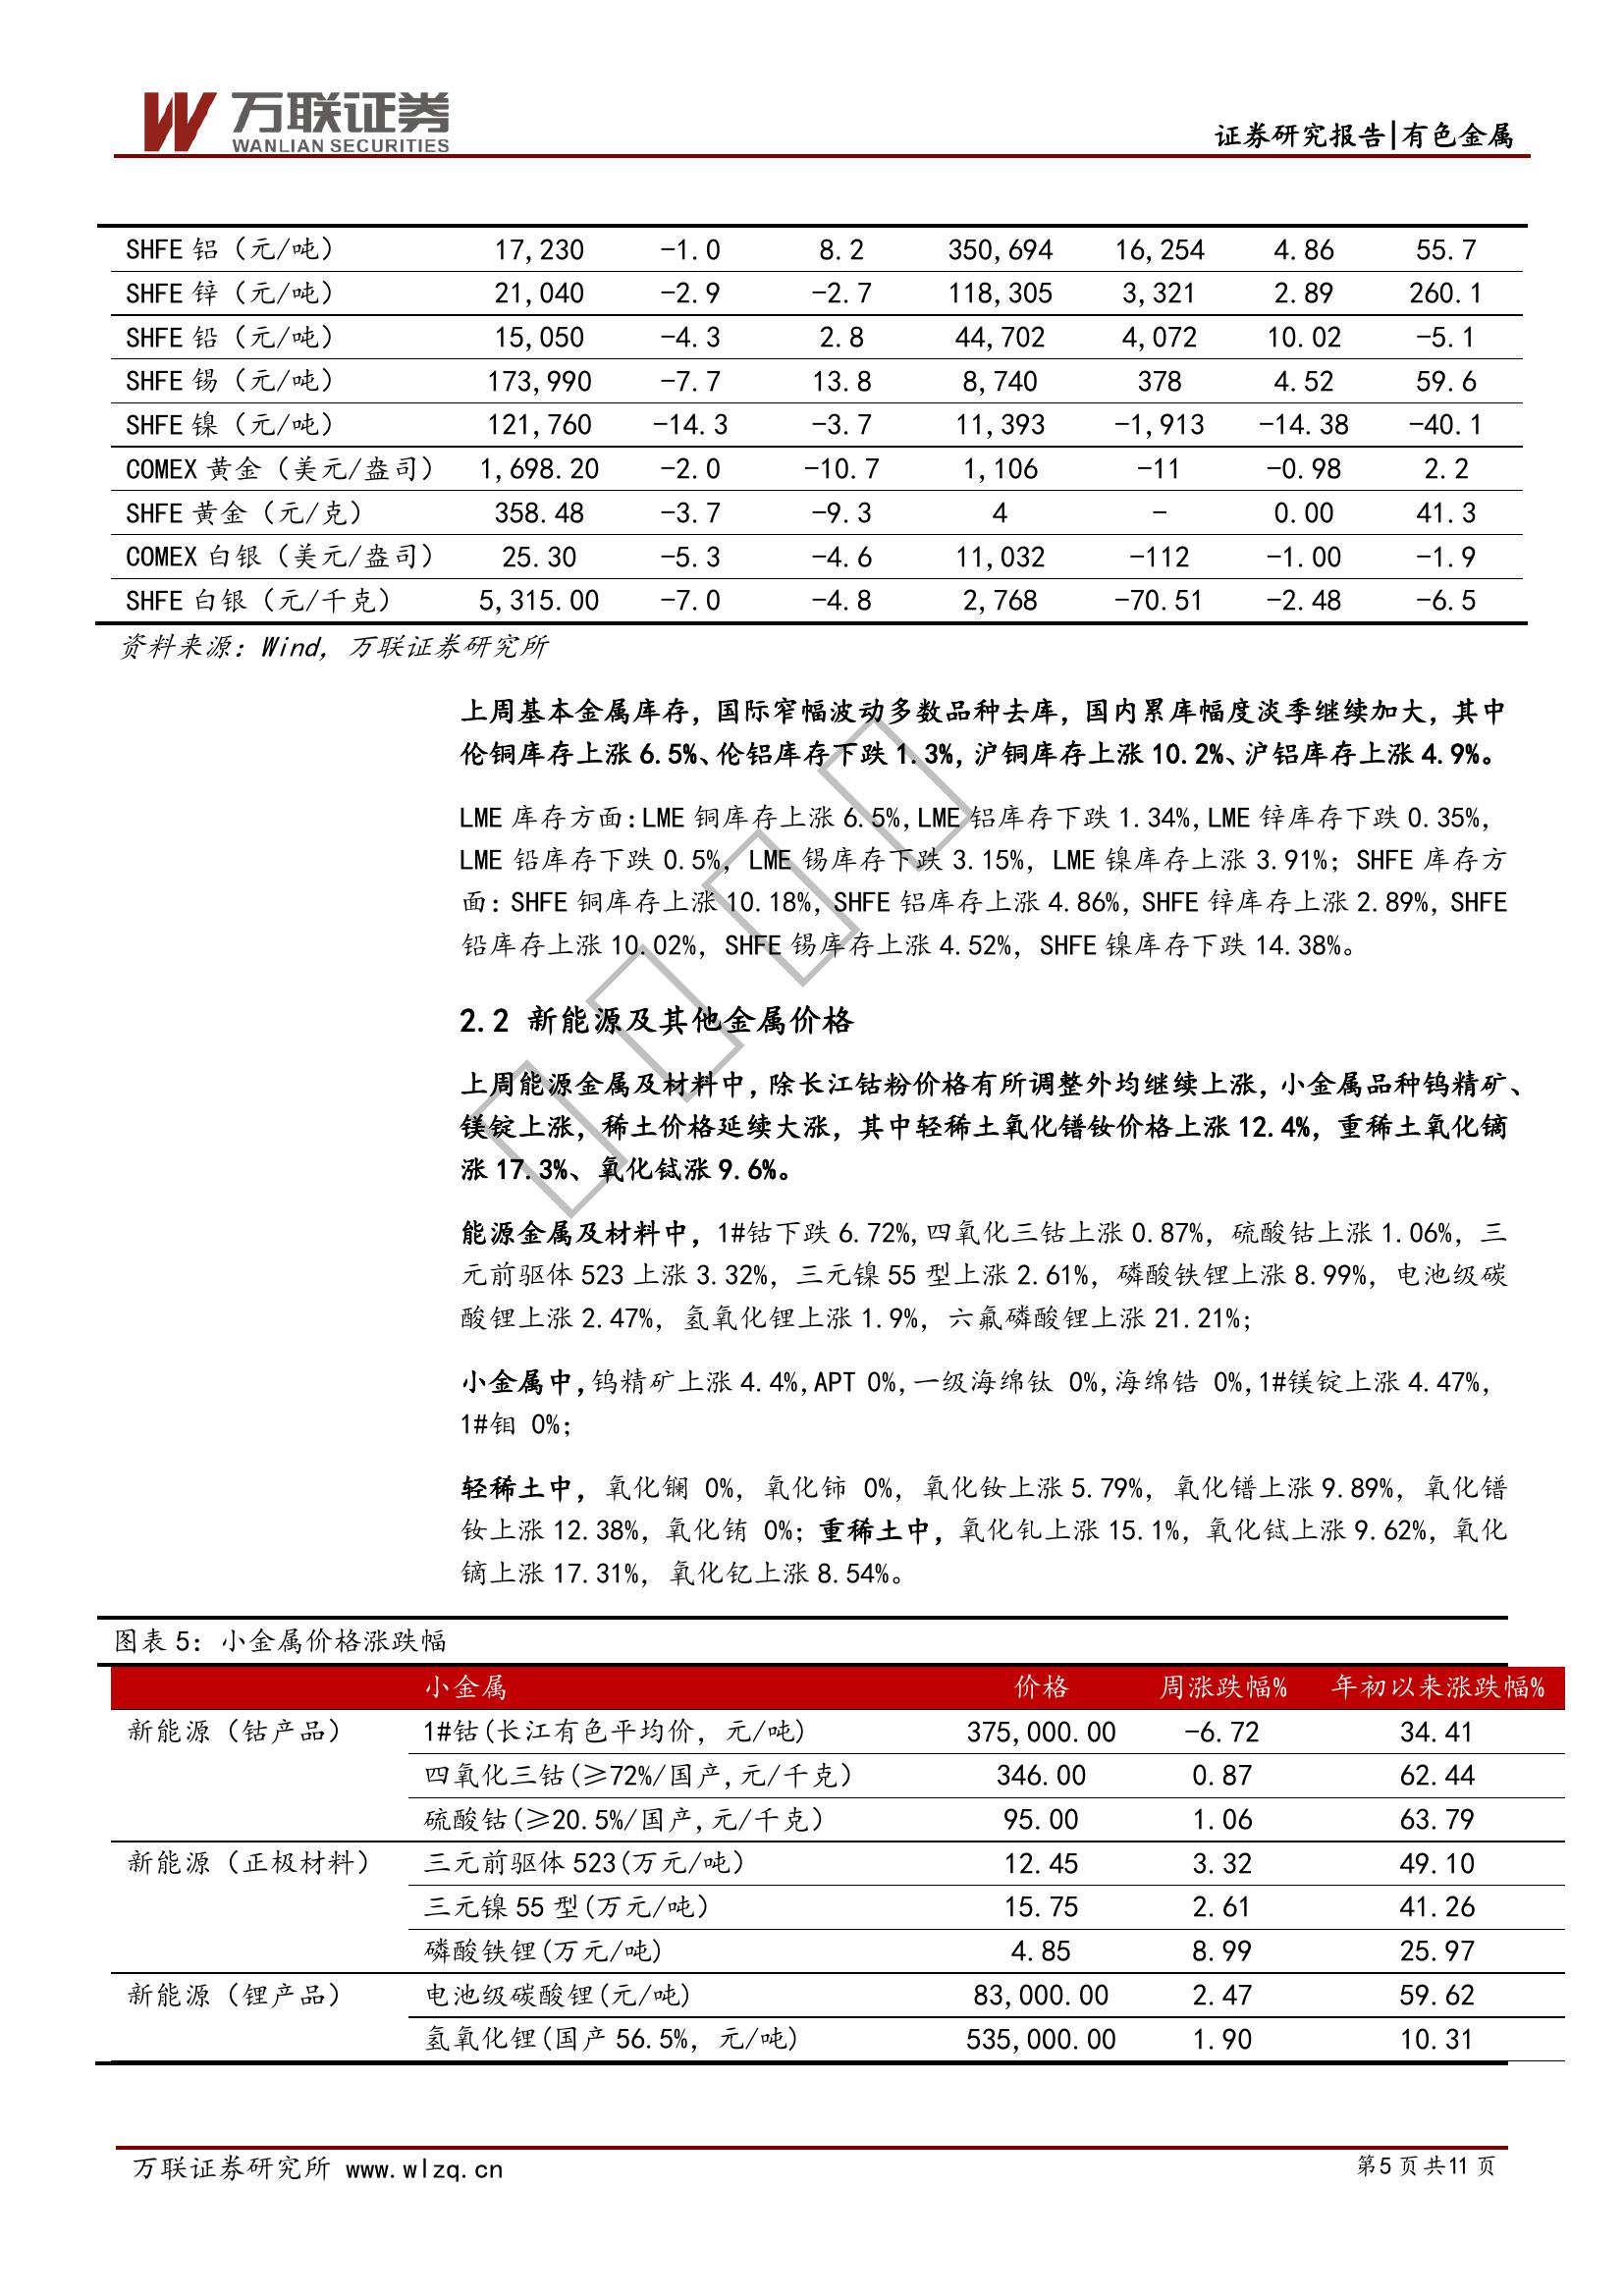 万联证券
WANLIAN SECURITIES
证券研究报告|有色金属
SHFE 铝（元/吨） 17,230 -1.0 8.2 350,694 16,254 4.86 55.7
SHFE 锌（元/吨） 21,040 -2.9 -2.7 118,305 3,321 2.89 260.1
SHFE 铅（元/吨） 15,050 -4.3 2.8 44,702 4,072 10.02 -5.1
SHFE 锡（元/吨） 173,990 -7.7 13.8 8,740 378 4.52 59.6
SHFE 镍（元/吨） 121,760 -14.3 -3.7 11,393 -1,913 -14.38 -40.1
COMEX 黄金（美元/盎司） 1,698.20 -2.0 -10.7 1,106 -11 -0.98 2.2
SHFE 黄金（元/克） 358.48 -3.7 -9.3 4 - 0.00 41.3
COMEX 白银（美元/盎司） 25.30 -5.3 -4.6 11,032 -112 -1.00 -1.9
SHFE 白银（元/千克） 5,315.00 -7.0 -4.8 2,768 -70.51 -2.48 -6.5
资料来源：Wind，万联证券研究所
上周基本金属库存，国际窄幅波动多数品种去库，国内累库幅度淡季继续加大，其中
伦铜库存上涨 6.5%、伦铝库存下跌 1.3%，沪铜库存上涨 10.2%、沪铝库存上涨 4.9%。
LME 库存方面：LME 铜库存上涨 6.5%，LME 铝库存下跌 1.34%，LME 锌库存下跌 0.35%，
LME 铅库存下跌 0.5%，LME 锡库存下跌 3.15%，LME 镍库存上涨 3.91%；SHFE 库存方
面：SHFE 铜库存上涨 10.18%，SHFE 铝库存上涨 4.86%，SHFE 锌库存上涨 2.89%，SHFE
铅库存上涨 10.02%，SHFE 锡库存上涨 4.52%，SHFE 镍库存下跌 14.38%。
2.2 新能源及其他金属价格
上周能源金属及材料中，除长江钴粉价格有所调整外均继续上涨，小金属品种钨精矿、
镁锭上涨，稀土价格延续大涨，其中轻稀土氧化镨钕价格上涨 12.4%，重稀土氧化镝
涨 17.3%、氧化铽涨 9.6%。
能源金属及材料中，1#钴下跌 6.72%，四氧化三钴上涨 0.87%，硫酸钴上涨 1.06%，三
元前驱体 523 上涨 3.32%，三元镍 55 型上涨 2.61%，磷酸铁锂上涨 8.99%，电池级碳
酸锂上涨 2.47%，氢氧化锂上涨 1.9%，六氟磷酸锂上涨 21.21%；
小金属中，钨精矿上涨 4.4%，APT 0%，一级海绵钛 0%，海绵锆 0%，1#镁锭上涨 4.47%，
1#钼 0%；
轻稀土中，氧化镧 0%，氧化铈 0%，氧化钕上涨 5.79%，氧化镨上涨 9.89%，氧化镨
钕上涨 12.38%，氧化铕 0%；重稀土中，氧化钆上涨 15.1%，氧化铽上涨 9.62%，氧化
镝上涨 17.31%，氧化钇上涨 8.54%。
图表 5：小金属价格涨跌幅
小金属 价格 周涨跌幅% 年初以来涨跌幅%
新能源（钴产品） 1#钴(长江有色平均价，元/吨) 375,000.00 -6.72 34.41
四氧化三钴(≥72%/国产,元/千克) 346.00 0.87 62.44
硫酸钴(≥20.5%/国产,元/千克) 95.00 1.06 63.79
新能源（正极材料） 三元前驱体 523(万元/吨) 12.45 3.32 49.10
三元镍 55 型(万元/吨) 15.75 2.61 41.26
磷酸铁锂(万元/吨) 4.85 8.99 25.97
新能源（锂产品） 电池级碳酸锂(元/吨) 83,000.00 2.47 59.62
氢氧化锂(国产 56.5%，元/吨) 535,000.00 1.90 10.31
万联证券研究所 www.wlzq.cn
第 5 页 共 11 页